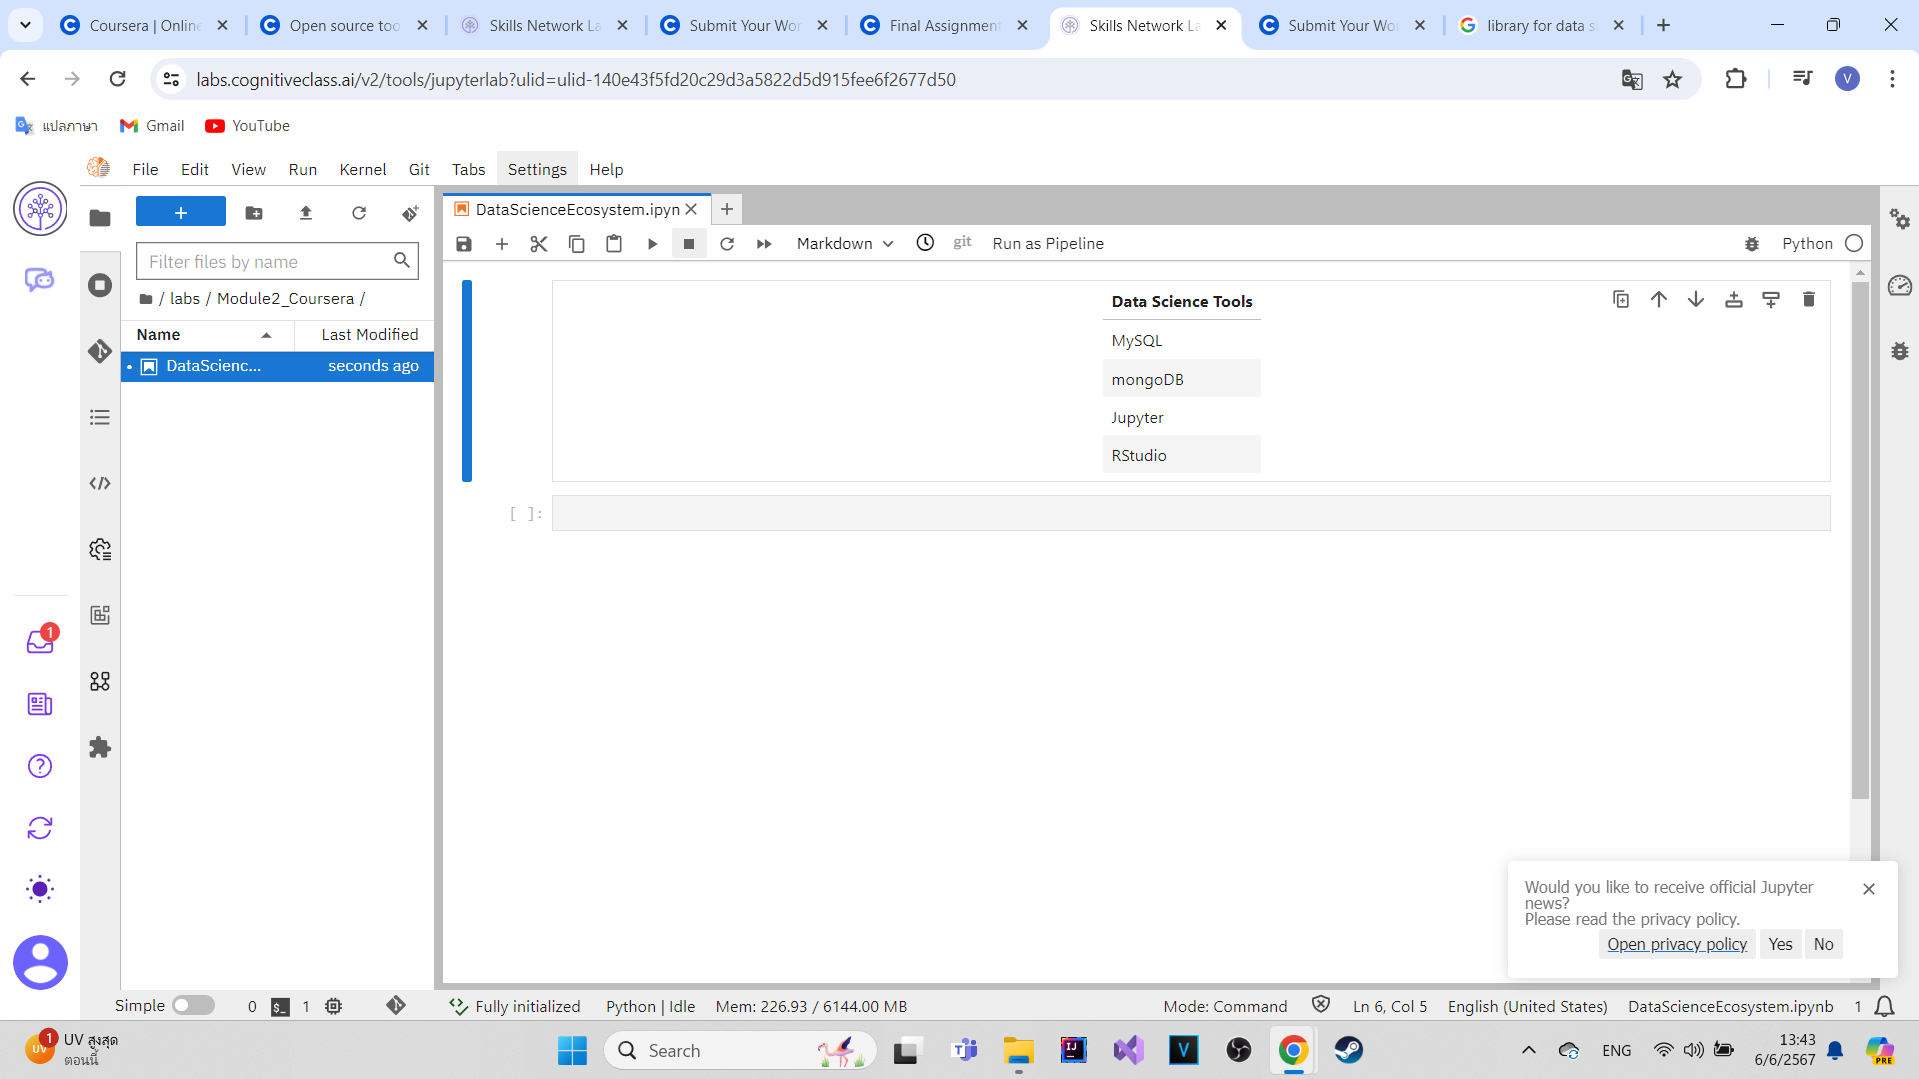 Coursera | Online
Open source too
Skills Network La
Submit Your Wor
Final Assignment
Skills Network La
Submit Your Wor
library for data s
labs.cognitiveclass.ai/v2/tools/jupyterlab?ulid=ulid-140e43f5fd20c29d3a5822d5d915fee6f2677d50
V
แปลภาษา
Gmail
YouTube
File Edit View Run Kernel Git Tabs Settings Help
DataScienceEcosystem.ipyn
Markdown
git
Run as Pipeline
Python
Filter files by name
/ labs / Module2_Coursera /
Name
Last Modified
DataScienc...
seconds ago
Data Science Tools
MySQL
mongoDB
Jupyter
RStudio
[ ]:
1
Would you like to receive official Jupyter
news?
Please read the privacy policy.
Open privacy policy
Yes
No
Simple
0
1
Fully initialized
Python | Idle
Mem: 226.93 / 6144.00 MB
Mode: Command
Ln 6, Col 5
English (United States)
DataScienceEcosystem.ipynb
1
UV
1
UV สูงสุด
ตอนนี้
Search
ENG
13:43
6/6/2567
PRE